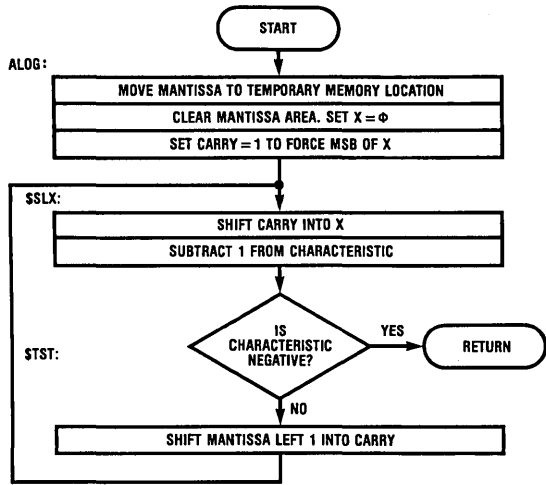 START
ALOG:
MOVE MANTISSA TO TEMPORARY MEMORY LOCATION
CLEAR MANTISSA AREA. SET X = Φ
SET CARRY = 1 TO FORCE MSB OF X
$SLX:
SHIFT CARRY INTO X
SUBTRACT 1 FROM CHARACTERISTIC
IS
CHARACTERISTIC
NEGATIVE?
YES
RETURN
$TST:
NO
SHIFT MANTISSA LEFT 1 INTO CARRY